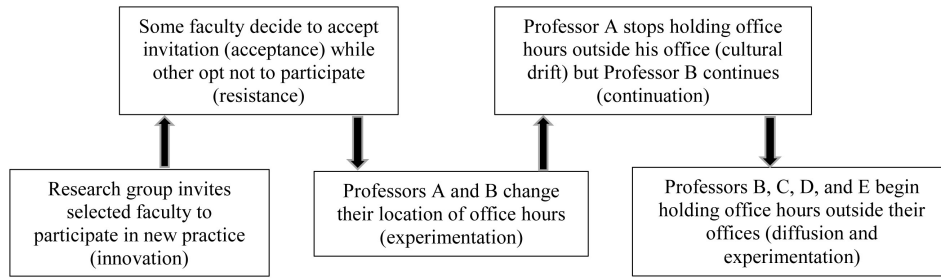 Some faculty decide to accept
invitation (acceptance) while
other opt not to participate
(resistance)
Professor A stops holding office
hours outside his office (cultural
drift) but Professor B continues
(continuation)
Research group invites
selected faculty to
participate in new practice
(innovation)
Professors A and B change
their location of office hours
(experimentation)
Professors B, C, D, and E begin
holding office hours outside their
offices (diffusion and
experimentation)